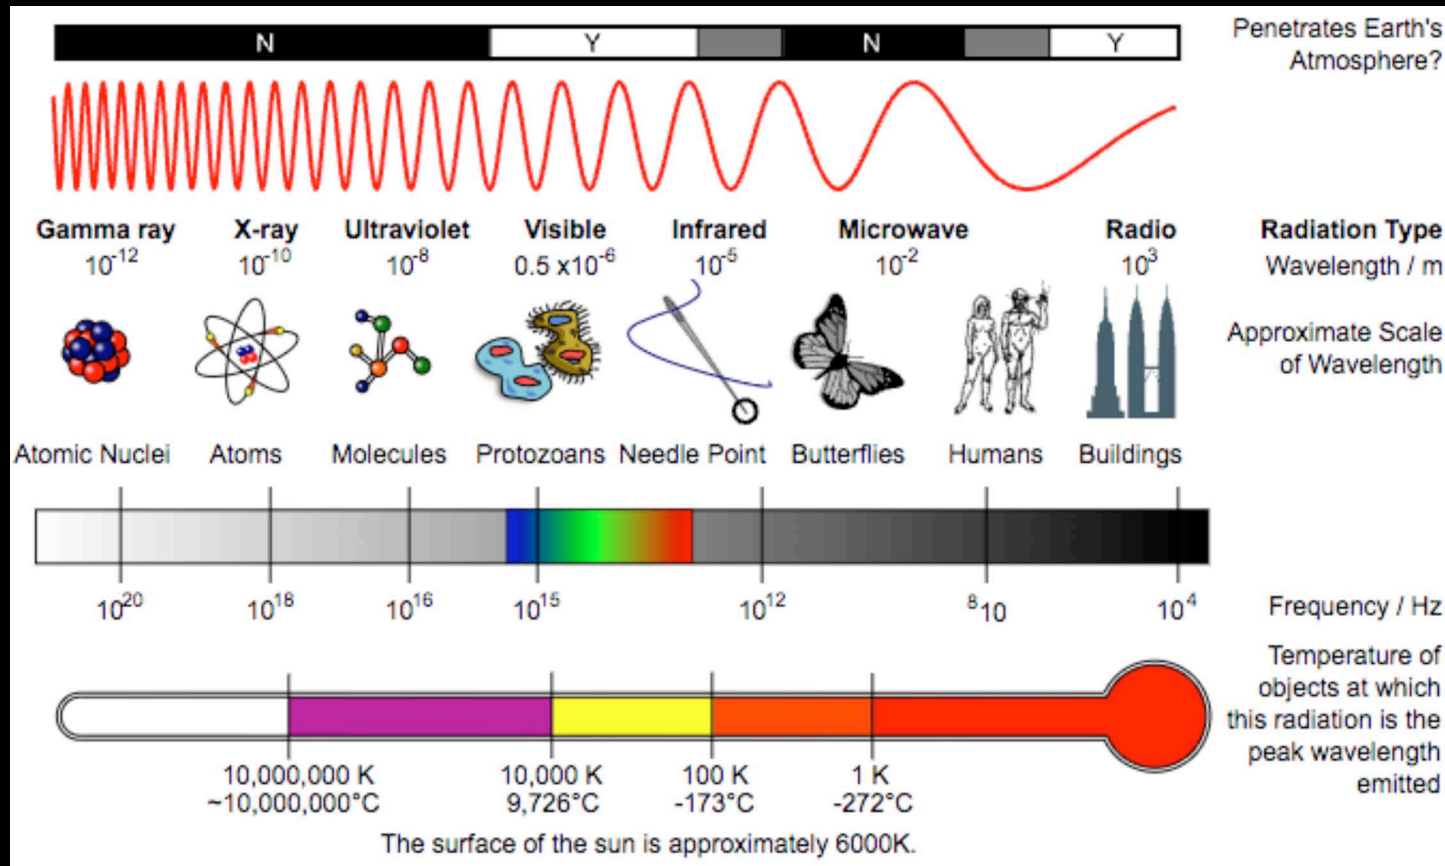 N Y N Y
Penetrates Earth's
Atmosphere?
Gamma ray X-ray Ultraviolet Visible Infrared Microwave Radio Radiation Type
10⁻¹² 10⁻¹⁰ 10⁻⁸ 0.5 x10⁻⁶ 10⁻⁵ 10⁻² 10³ Wavelength / m
Approximate Scale
of Wavelength
Atomic Nuclei Atoms Molecules Protozoans Needle Point Butterflies Humans Buildings
10²⁰ 10¹⁸ 10¹⁶ 10¹⁵ 10¹² ⁸10 10⁴ Frequency / Hz
Temperature of
objects at which
this radiation is the
peak wavelength
emitted
10,000,000 K 10,000 K 100 K 1 K
~10,000,000°C 9,726°C -173°C -272°C
The surface of the sun is approximately 6000K.